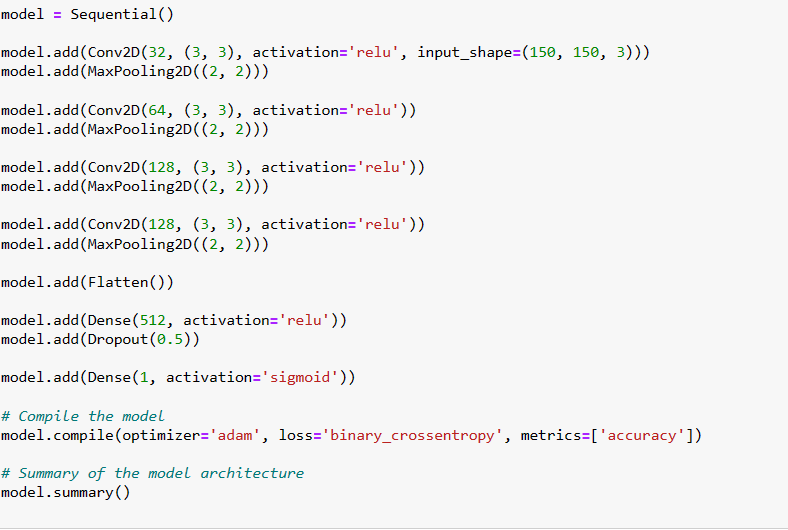 model = Sequential()
model.add(Conv2D(32, (3, 3), activation='relu', input_shape=(150, 150, 3)))
model.add(MaxPooling2D((2, 2)))
model.add(Conv2D(64, (3, 3), activation='relu'))
model.add(MaxPooling2D((2, 2)))
model.add(Conv2D(128, (3, 3), activation='relu'))
model.add(MaxPooling2D((2, 2)))
model.add(Conv2D(128, (3, 3), activation='relu'))
model.add(MaxPooling2D((2, 2)))
model.add(Flatten())
model.add(Dense(512, activation='relu'))
model.add(Dropout(0.5))
model.add(Dense(1, activation='sigmoid'))
# Compile the model
model.compile(optimizer='adam', loss='binary_crossentropy', metrics=['accuracy'])
# Summary of the model architecture
model.summary()